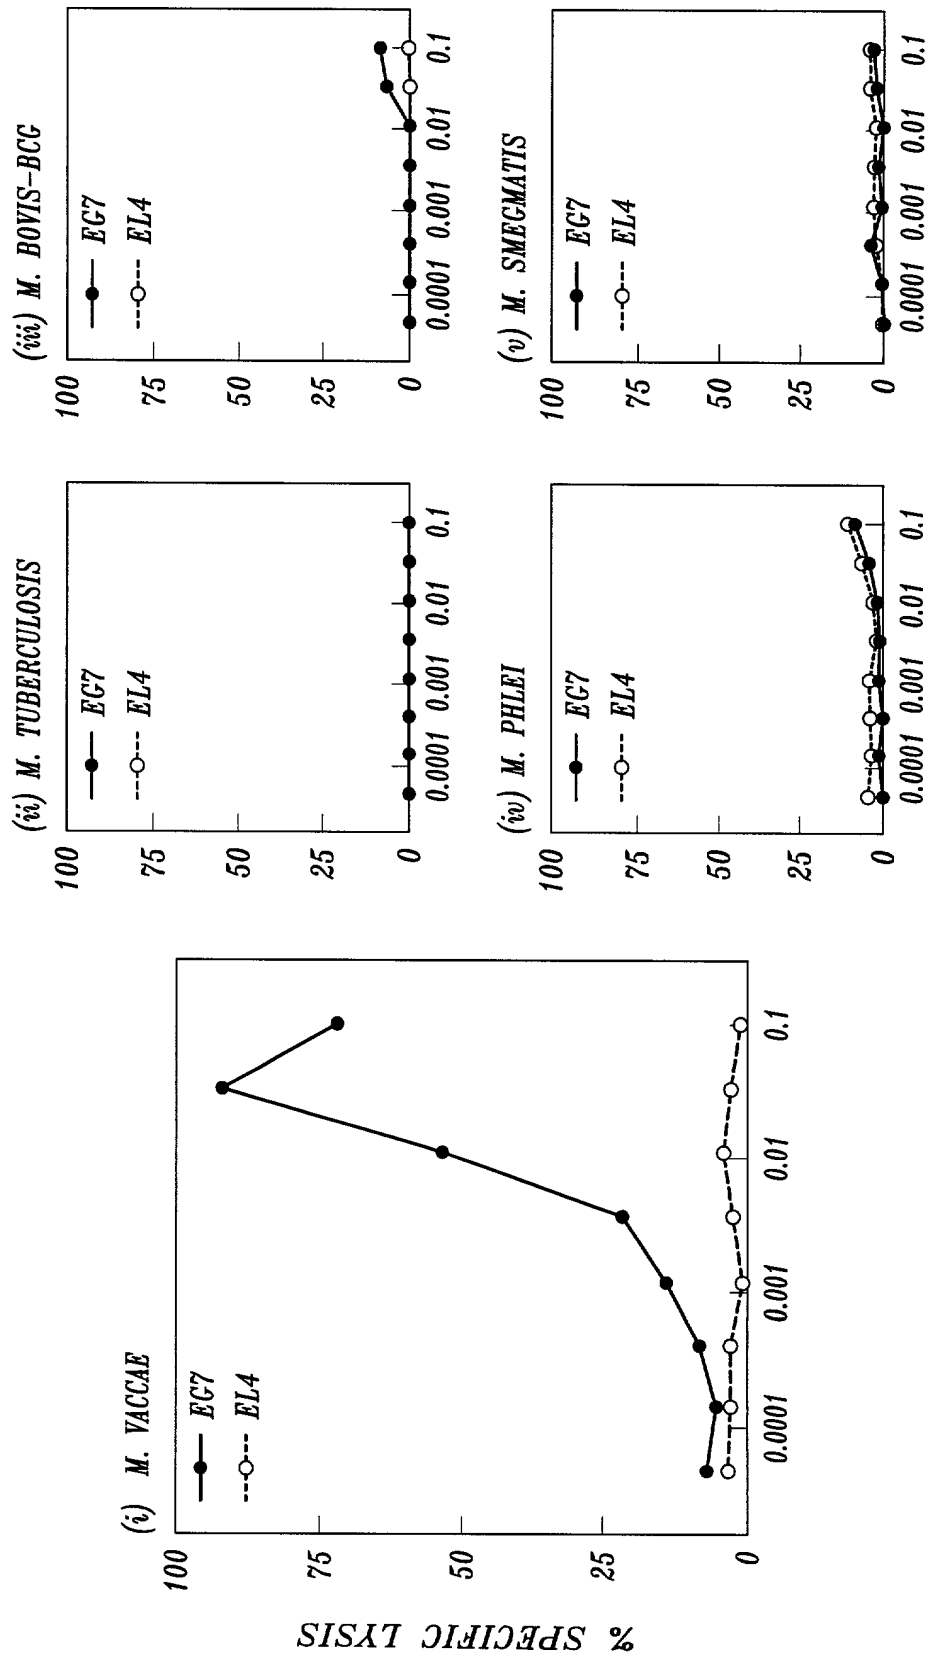 % SPECIFIC LYSIS
(i) M. VACCAE
EG7
EL4
100
75
50
25
0
0.0001
0.001
0.01
0.1
(ii) M. TUBERCULOSIS
EG7
EL4
100
75
50
25
0
0.0001
0.001
0.01
0.1
(iii) M. BOVIS-BCG
EG7
EL4
100
75
50
25
0
0.0001
0.001
0.01
0.1
(iv) M. PHLEI
EG7
EL4
100
75
50
25
0
0.0001
0.001
0.01
0.1
(v) M. SMEGMATIS
EG7
EL4
100
75
50
25
0
0.0001
0.001
0.01
0.1